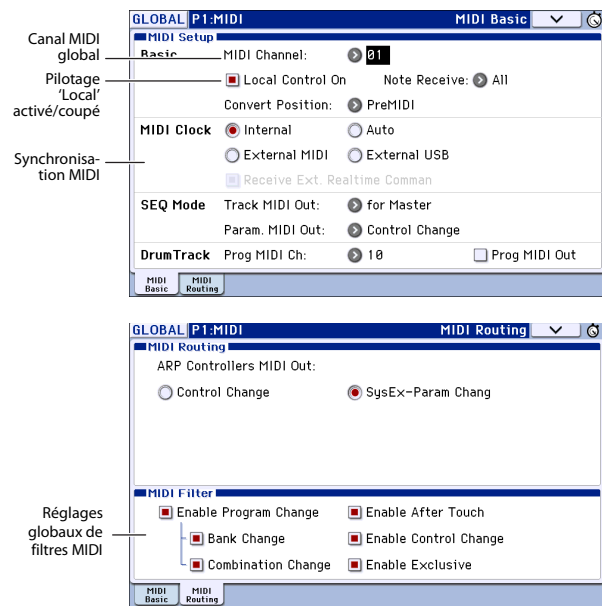 GLOBAL P1:MIDI MIDI Basic
MIDI Setup
Canal MIDI
global
Basic MIDI Channel: 01
Pilotage
'Local'
activé/coupé
Local Control On Note Receive: All
Convert Position: PreMIDI
MIDI Clock Internal Auto
Synchronisa-
tion MIDI
External MIDI External USB
Receive Ext. Realtime Comman
SEQ Mode Track MIDI Out: for Master
Param. MIDI Out: Control Change
DrumTrack Prog MIDI Ch: 10 Prog MIDI Out
MIDI Basic MIDI Routing
GLOBAL P1:MIDI MIDI Routing
MIDI Routing
ARP Controllers MIDI Out:
Control Change SysEx-Param Chang
MIDI Filter
Réglages
globaux de
filtres MIDI
Enable Program Change Enable After Touch
Bank Change Enable Control Change
Combination Change Enable Exclusive
MIDI Basic MIDI Routing